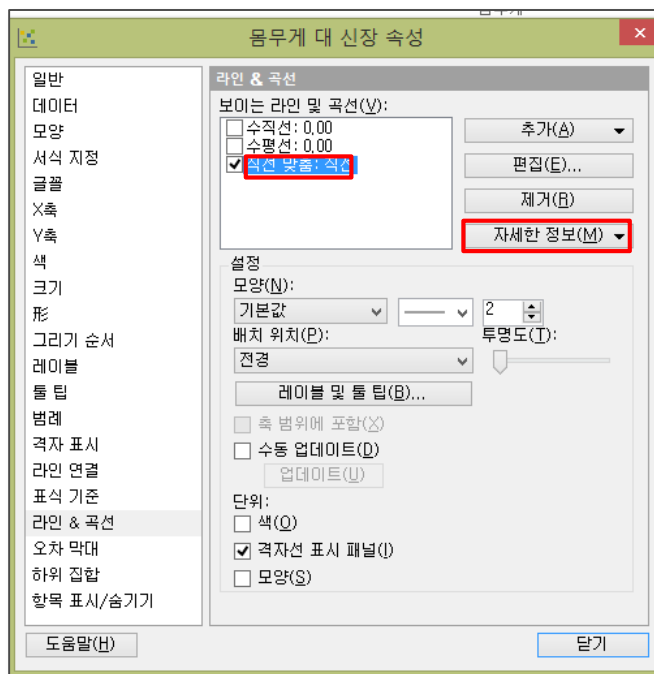 몸무게 대 신장 속성
일반
데이터
모양
서식 지정
글꼴
X축
Y축
색
크기
形
그리기 순서
레이블
툴 팁
범례
격자 표시
라인 연결
표식 기준
라인 & 곡선
오차 막대
하위 집합
항목 표시/숨기기
라인 & 곡선
보이는 라인 및 곡선(V):
수직선: 0,00
수평선: 0,00
직선 맞춤: 직선
추가(A)
편집(E)...
제거(R)
자세한 정보(M)
설정
모양(N):
기본값
2
배치 위치(P):
투명도(T):
전경
레이블 및 툴 팁(B)...
축 범위에 포함(X)
수동 업데이트(D)
업데이트(U)
단위:
색(O)
격자선 표시 패널(I)
모양(S)
도움말(H)
닫기